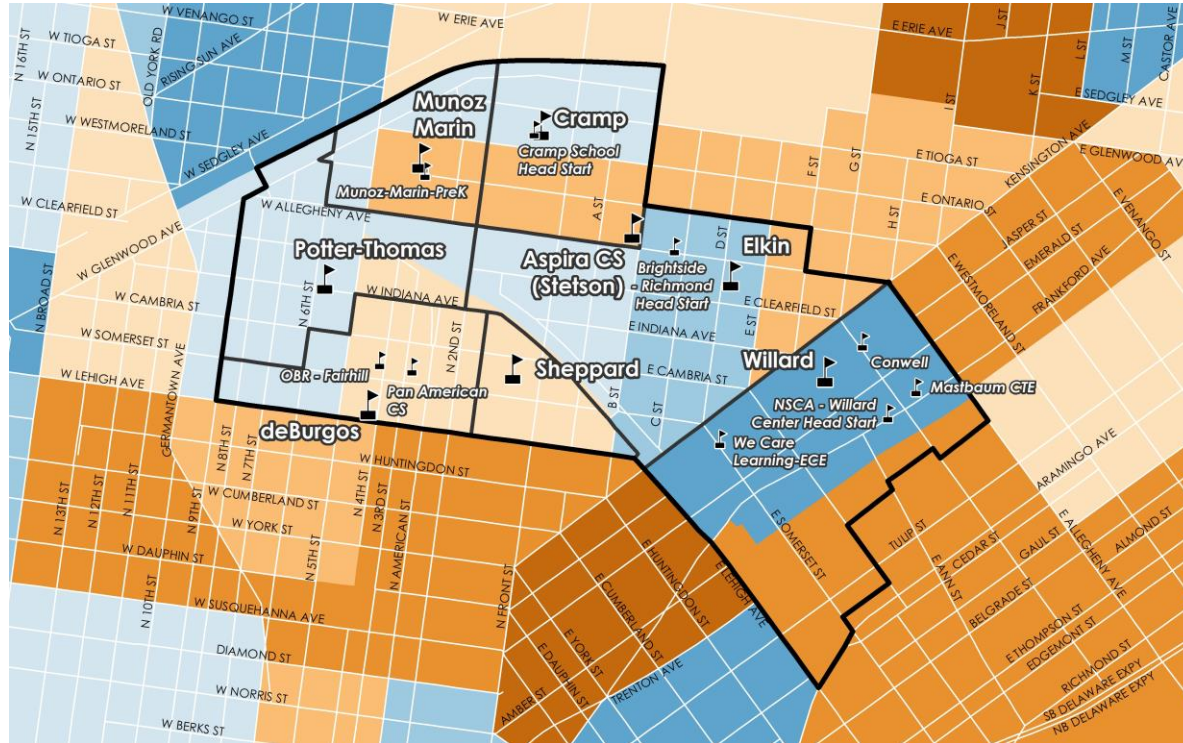 W VENANGO ST
W ERIE AVE
W TIOGA ST
RISING SUN AVE
OLD YORK RD
N 16TH ST
N 15TH ST
W ONTARIO ST
W WESTMORELAND ST
W SEDGLEY AVE
E ERIE AVE
J ST
I ST
K ST
L ST
M ST
CASTOR AVE
E SEDGLEY AVE
Munoz
Marin
Cramp
Cramp School
Head Start
Munoz-Marin-PreK
KENSINGTON AVE
E GLENWOOD AV
E TIOGA ST
F ST
G ST
H ST
E ONTARIO ST
E VENANGO ST
JASPER ST
EMERALD ST
FRANKFORD AVE
E WESTMORELAND ST
W CLEARFIELD ST
W GLENWOOD AVE
W ALLEGHENY AVE
A ST
D ST
Potter-Thomas
Aspira CS
(Stetson)
Elkin
Brightside
- Richmond
Head Start
N BROAD ST
W CAMBRIA ST
N 6TH ST
W INDIANA AVE
E CLEARFIELD ST
E INDIANA AVE
E ST
W SOMERSET ST
GERMANTOWN AVE
N 2ND ST
E CAMBRIA ST
W LEHIGH AVE
OBR - Fairhill
Pan American
CS
Sheppard
B ST
C ST
Willard
Conwell
Mastbaum CTE
NSCA - Willard
Center Head Start
We Care
Learning-ECE
deBurgos
N 8TH ST
N 7TH ST
W HUNTINGDON ST
ARAMINGO AVE
N 13TH ST
N 12TH ST
N 11TH ST
N 9TH ST
W CUMBERLAND ST
N 4TH ST
N 3RD ST
W YORK ST
N 5TH ST
N AMERICAN ST
W DAUPHIN ST
N 10TH ST
W SUSQUEHANNA AVE
N FRONT ST
E HUNTINGDON ST
E LEHIGH AVE
E SOMERSET ST
TULIP ST
CEDAR ST
E ANN ST
GAUL ST
E ALLEGHENY AVE
ALMOND ST
BELGRADE ST
E CUMBERLAND ST
E YORK ST
E DAUPHIN ST
AMBER ST
TRENTON AVE
DIAMOND ST
W NORRIS ST
W BERKS ST
E THOMPSON ST
EDGEMONT ST
RICHMOND ST
SB DELAWARE EXPY
NB DELAWARE EXPY